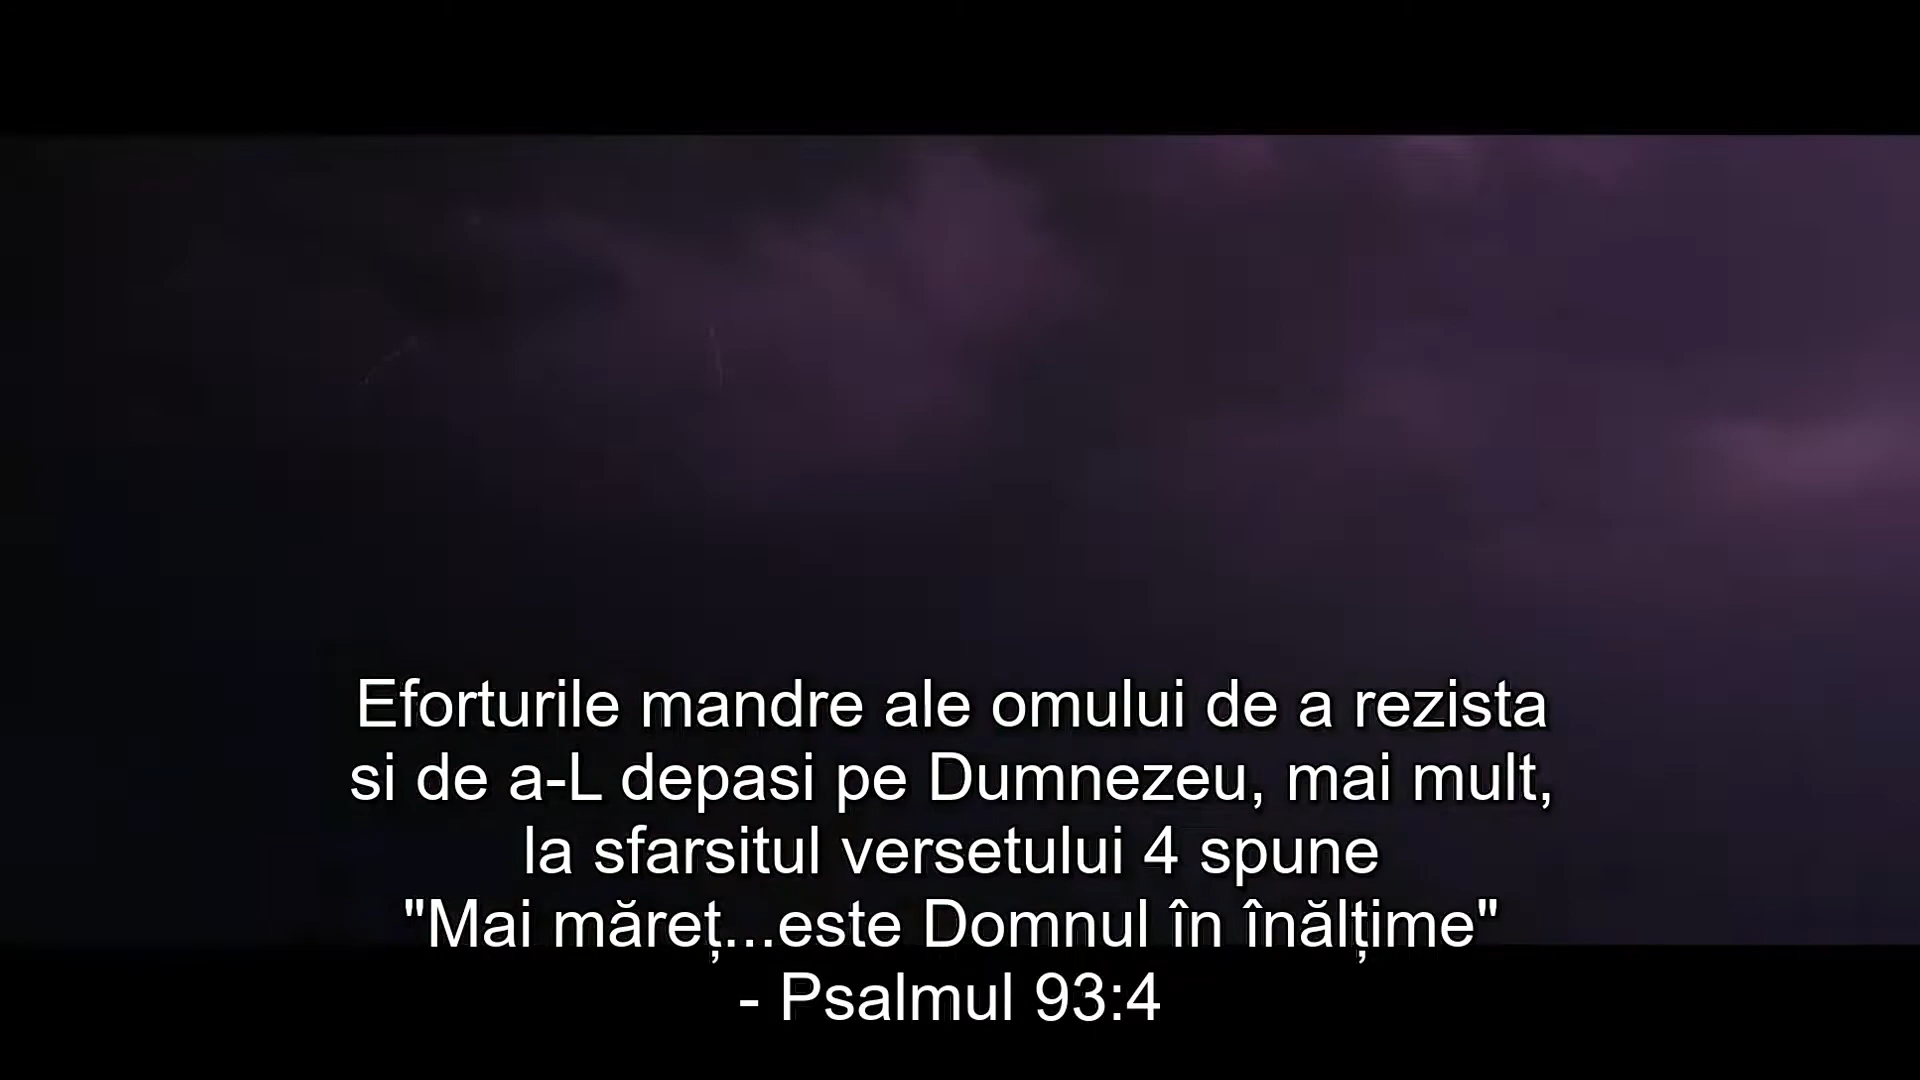 Eforturile mandre ale omului de a rezista
si de a-L depasi pe Dumnezeu, mai mult,
la sfarsitul versetului 4 spune
"Mai măreț...este Domnul în înălțime"
- Psalmul 93:4